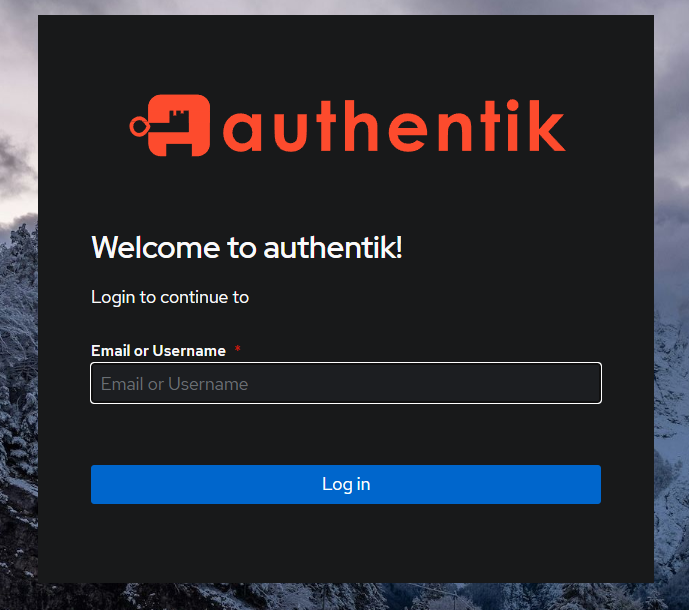 authentik
Welcome to authentik!
Login to continue to
Email or Username *
Email or Username
Log in